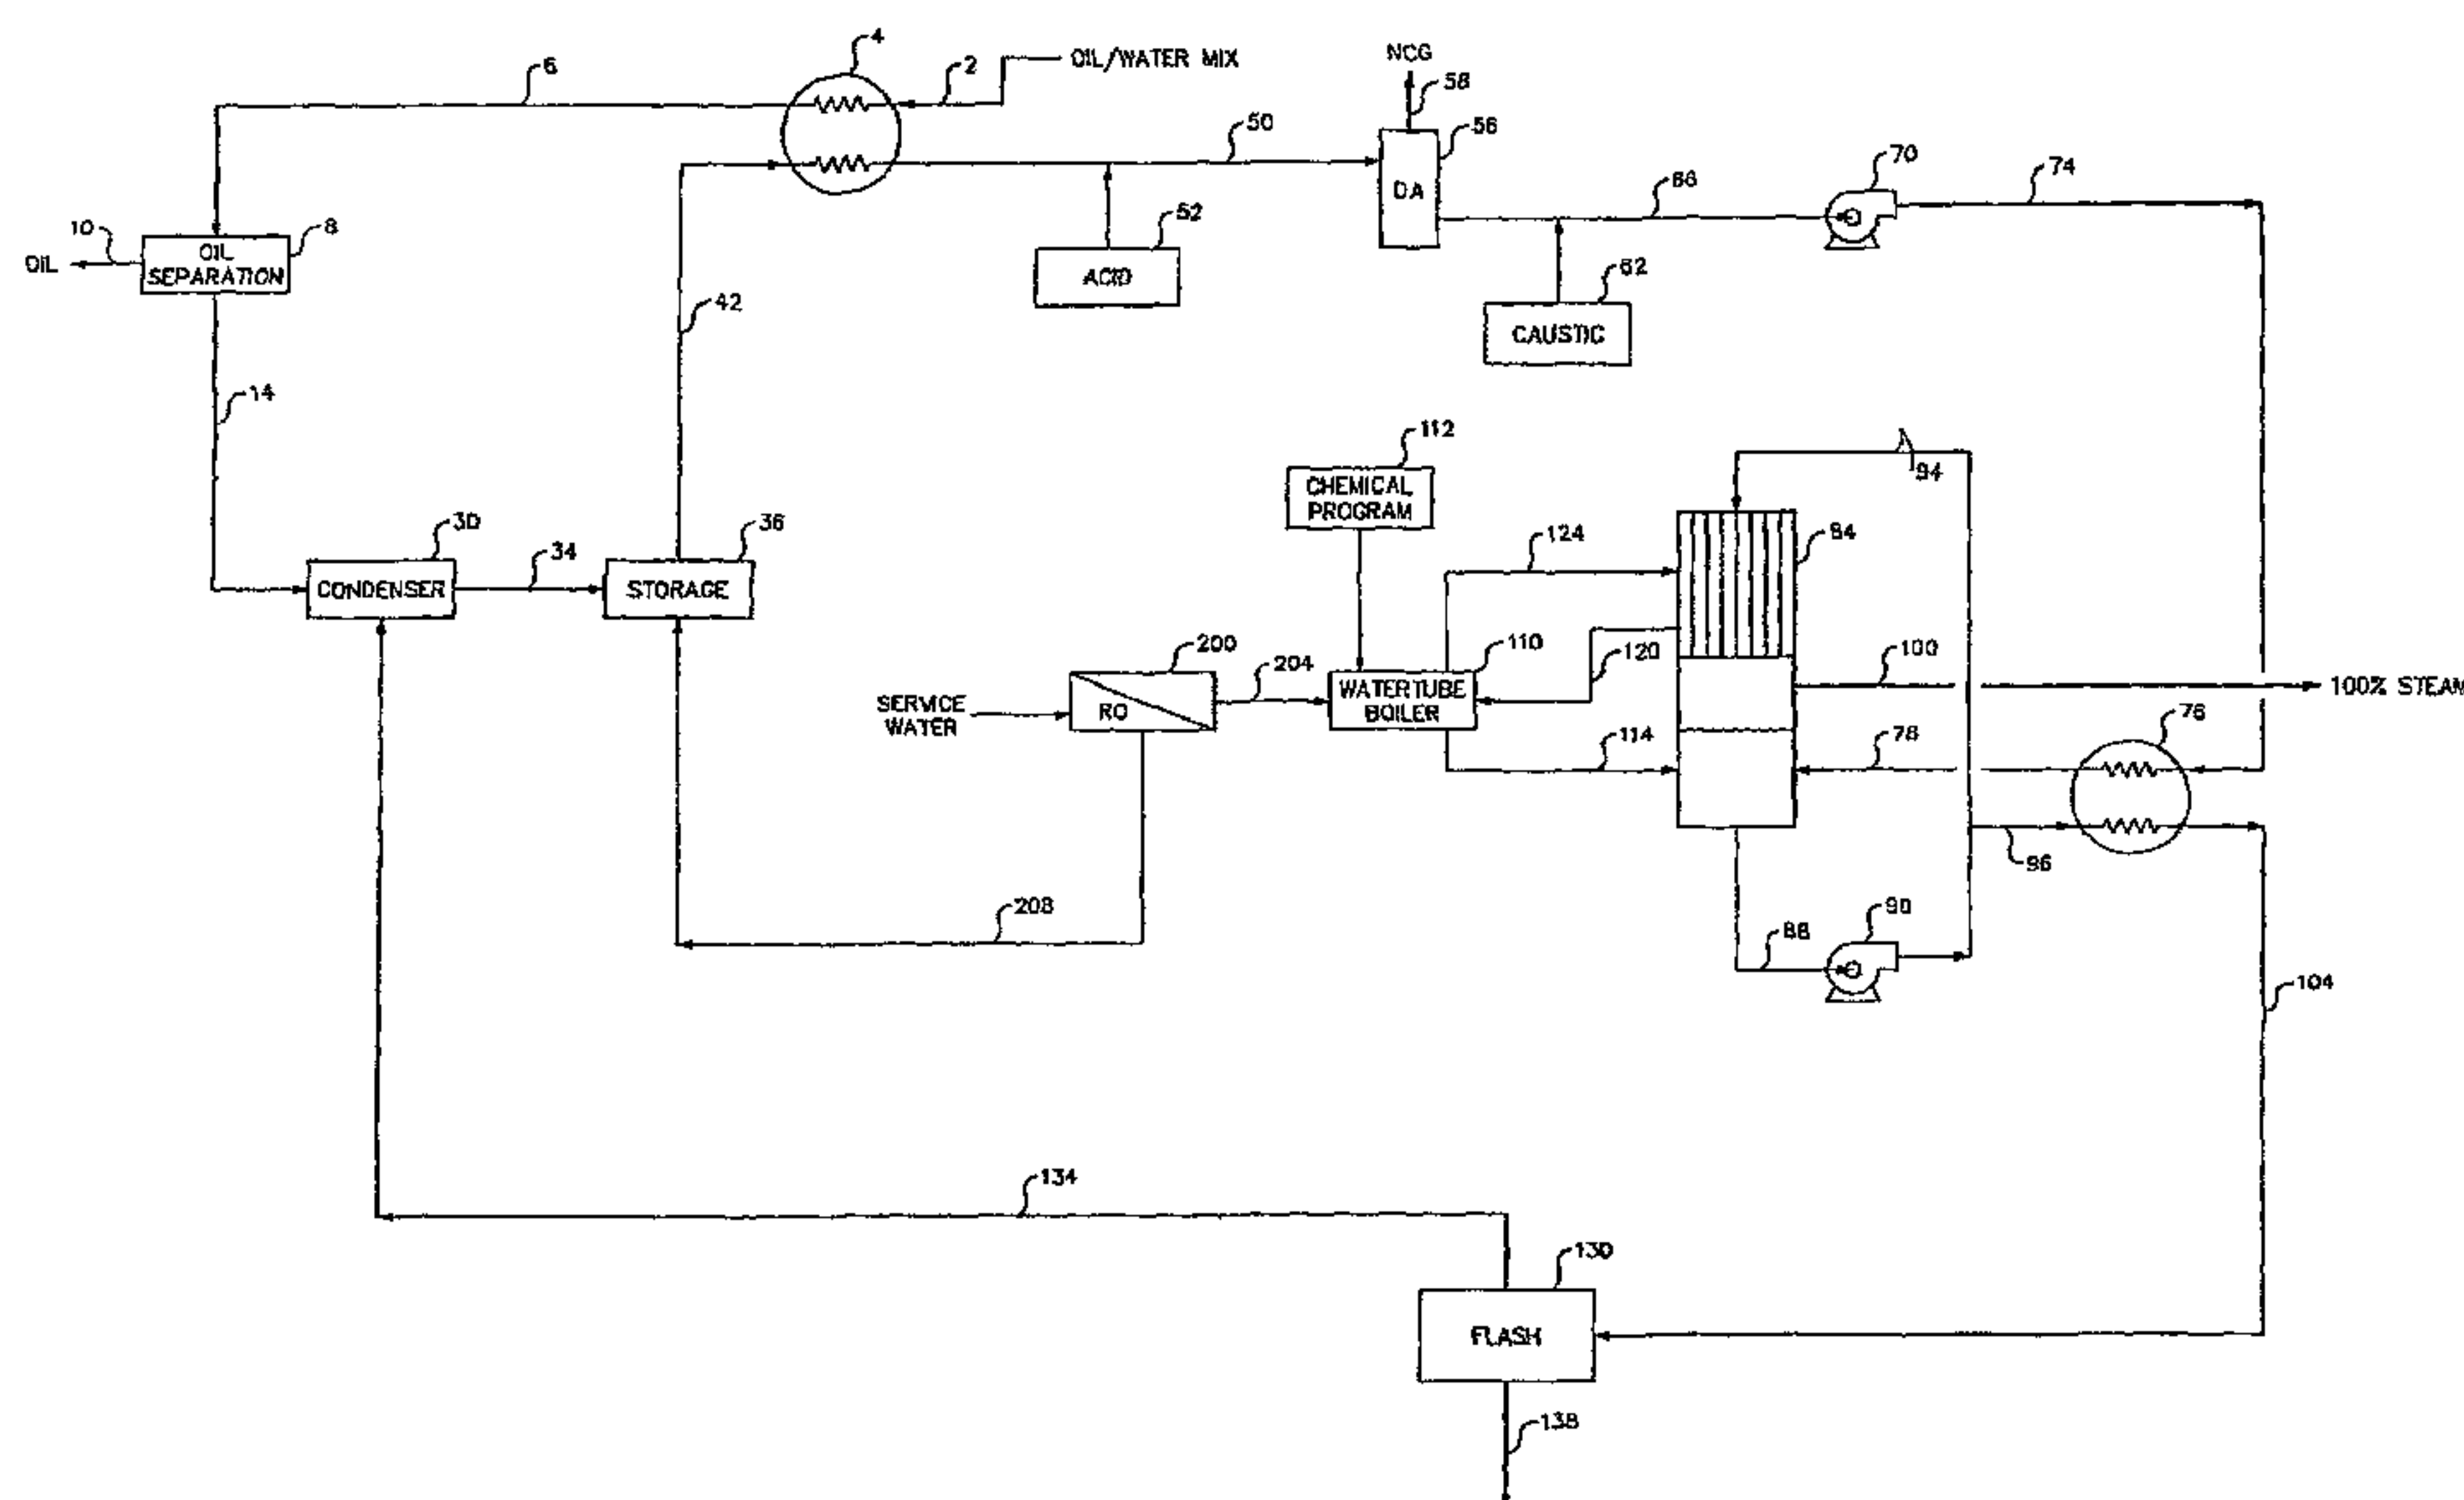 4
6
2
OIL/WATER MIX
NCG
58
50
56
DA
70
74
66
10
OIL
8
OIL
SEPARATION
52
ACID
62
CAUSTIC
42
14
112
CHEMICAL
PROGRAM
94
30
CONDENSER
34
36
STORAGE
124
84
200
204
110
120
100
SERVICE
WATER
RO
WATERTUBE
BOILER
100% STEAM
114
78
76
96
208
88
90
104
134
130
FLASH
138